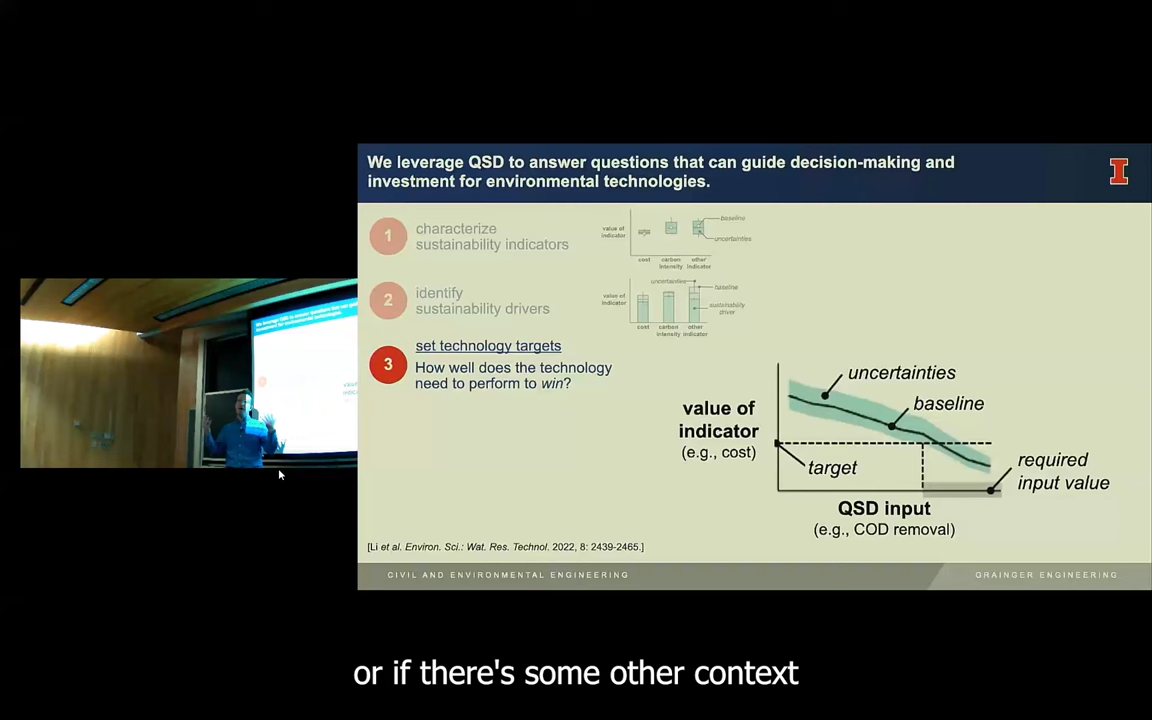 We leverage QSD to answer questions that can guide decision-making and
investment for environmental technologies.
1
characterize
sustainability indicators
value of
indicator
baseline
uncertainties
cost
carbon
intensity
other
indicator
2
identify
sustainability drivers
value of
indicator
uncertainties
baseline
sustainability
driver
cost
carbon
intensity
other
indicator
3
set technology targets
How well does the technology
need to perform to win?
value of
indicator
(e.g., cost)
uncertainties
baseline
target
required
input value
QSD input
(e.g., COD removal)
[Li et al. Environ. Sci.: Wat. Res. Technol. 2022, 8: 2439-2465.]
CIVIL AND ENVIRONMENTAL ENGINEERING
GRAINGER ENGINEERING
or if there's some other context